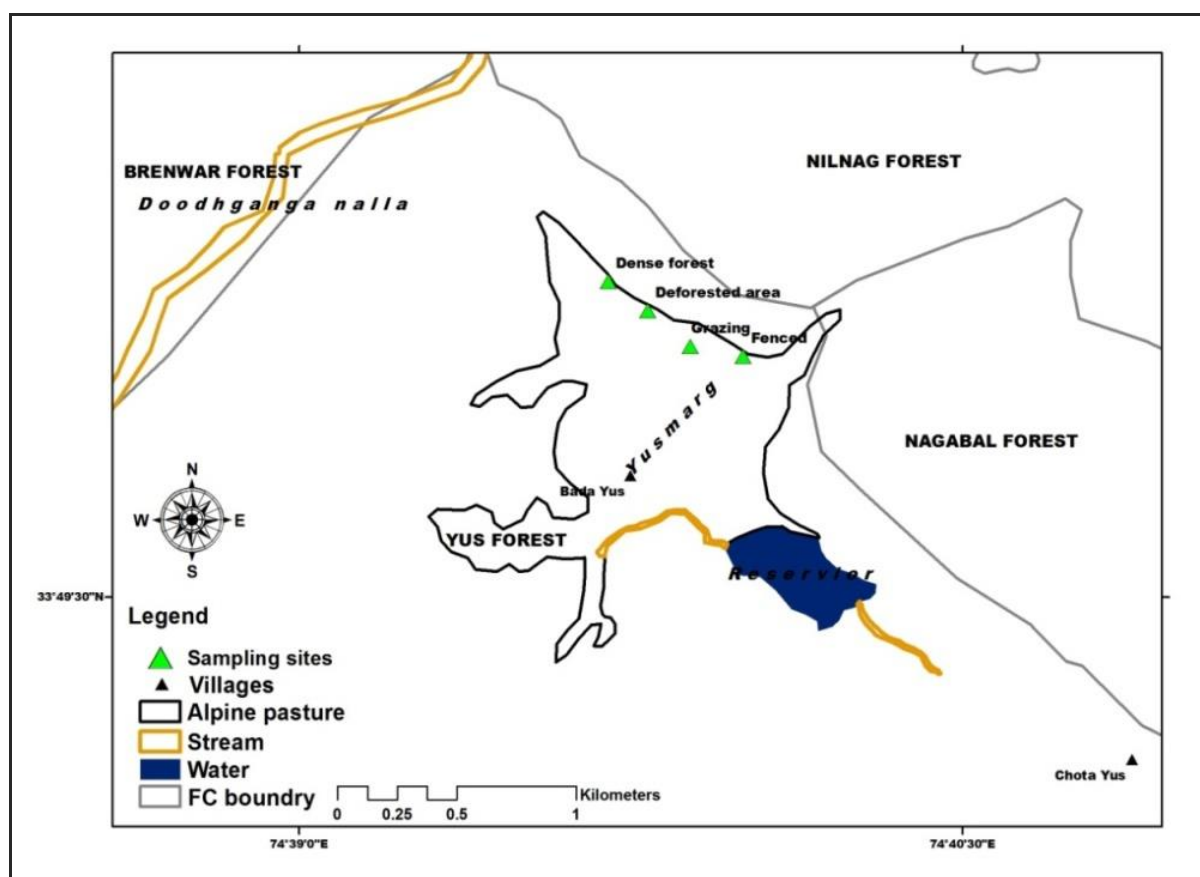 NILNAG FOREST
BRENWAR FOREST
Doodhganga nalla
Dense forest
Deforested area
Grazing
Fenced
Yusmarg
NAGABAL FOREST
Bada Yus
YUS FOREST
Reservior
N
W
E
S
33°49'30"N
Legend
Sampling sites
Villages
Alpine pasture
Stream
Water
FC boundry
0 0.25 0.5 1
Kilometers
Chota Yus
74°39'0"E
74°40'30"E